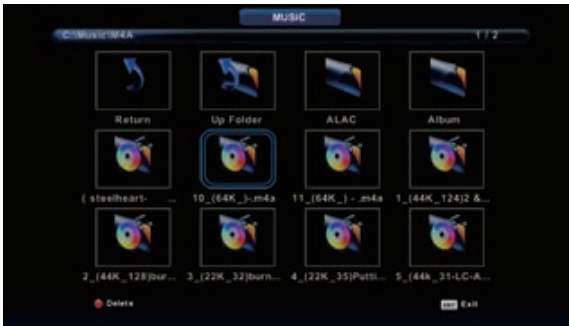 MUSIC
C:\Music\M4A 1 / 2
Return Up Folder ALAC Album
( steelheart- ... 10_(64K_)-.m4a 11_(64K_) - .m4a 1_(44K_124)2 &...
2_(44K_128)bur... 3_(22K_32)burn... 4_(22K_35)Putti... 5_(44k_31-LC-A...
Delete EXIT Exit